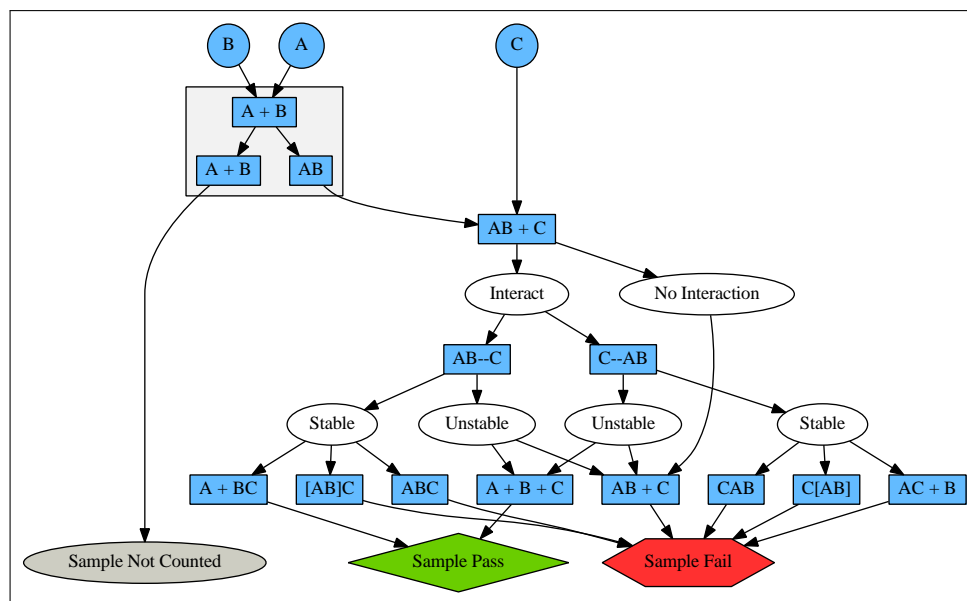 B
A
C
A + B
A + B
AB
AB + C
Interact
No Interaction
AB--C
C--AB
Stable
Unstable
Unstable
Stable
A + BC
[AB]C
ABC
A + B + C
AB + C
CAB
C[AB]
AC + B
Sample Not Counted
Sample Pass
Sample Fail